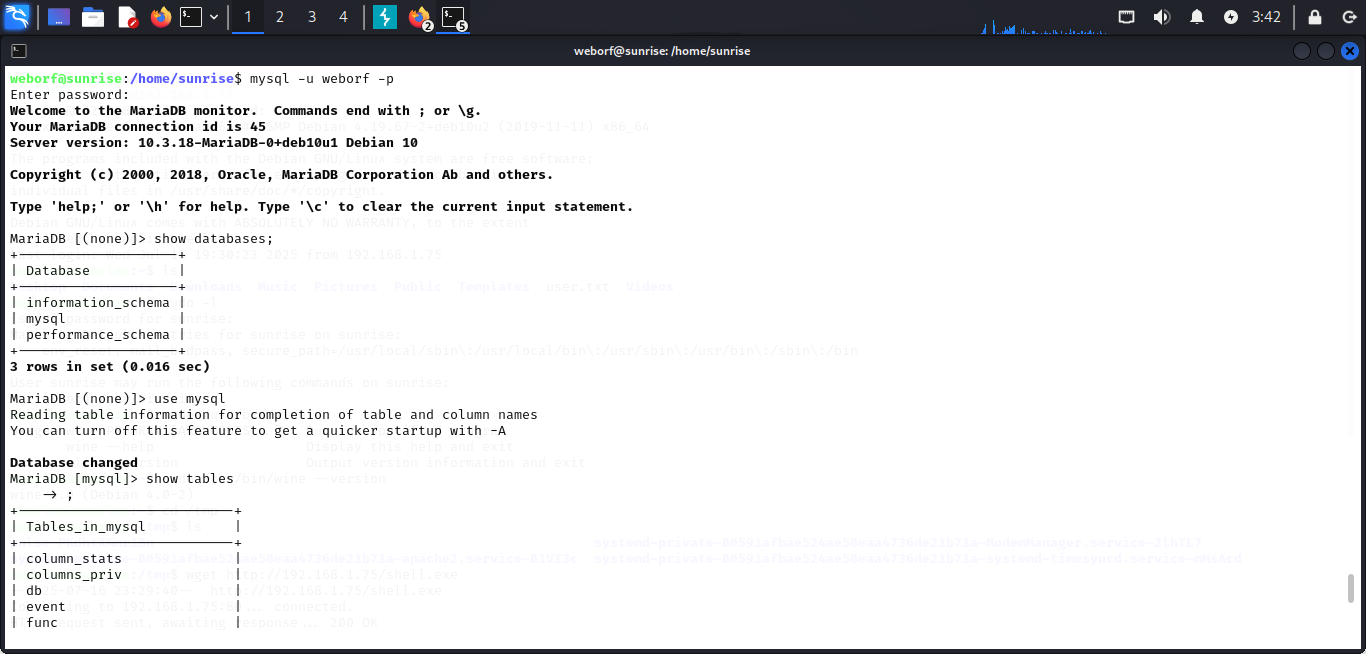 1 2 3 4 2 5 3:42
weborf@sunrise: /home/sunrise
weborf@sunrise:/home/sunrise$ mysql -u weborf -p
Enter password:
Welcome to the MariaDB monitor.  Commands end with ; or \g.
Your MariaDB connection id is 45
Server version: 10.3.18-MariaDB-0+deb10u1 Debian 10
Copyright (c) 2000, 2018, Oracle, MariaDB Corporation Ab and others.
Type 'help;' or '\h' for help. Type '\c' to clear the current input statement.
MariaDB [(none)]> show databases;
+--------------------+
| Database           |
+--------------------+
| information_schema |
| mysql              |
| performance_schema |
+--------------------+
3 rows in set (0.016 sec)
MariaDB [(none)]> use mysql
Reading table information for completion of table and column names
You can turn off this feature to get a quicker startup with -A
Database changed
MariaDB [mysql]> show tables
    -> ;
+---------------------------+
| Tables_in_mysql           |
+---------------------------+
| column_stats              |
| columns_priv              |
| db                        |
| event                     |
| func                      |